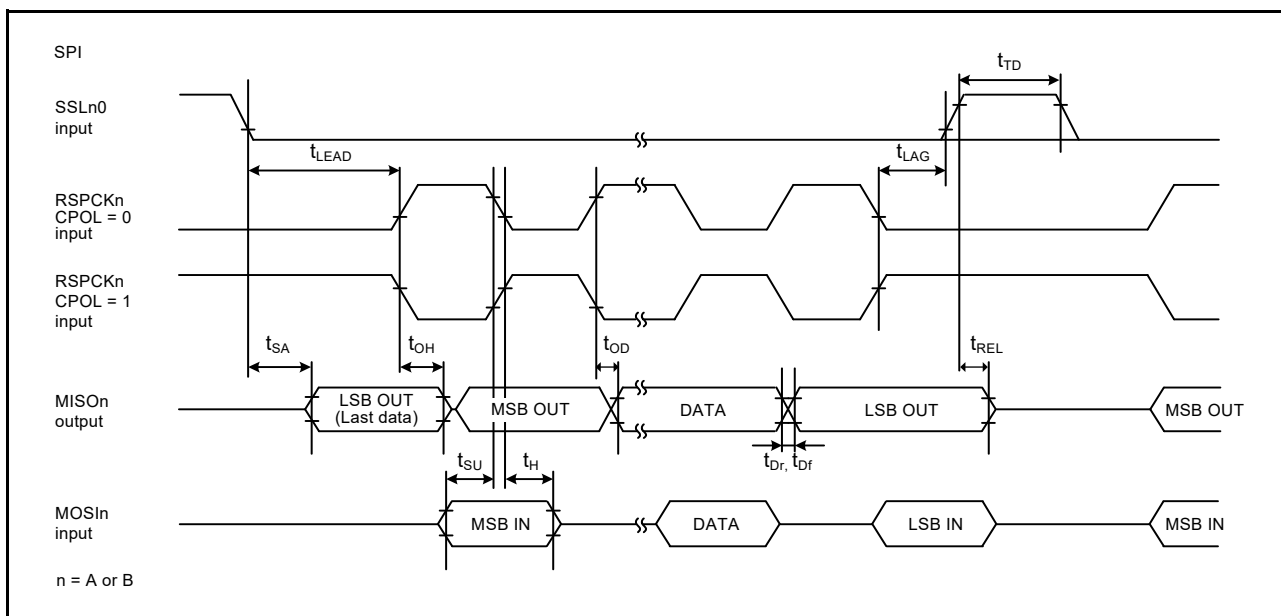 SPI
tTD
SSLn0
input
tLEAD
tLAG
RSPCKn
CPOL = 0
input
RSPCKn
CPOL = 1
input
tSA
tOH
tOD
tREL
MISOn
output
LSB OUT
(Last data)
MSB OUT
DATA
LSB OUT
MSB OUT
tSU
tH
tDr, tDf
MOSIn
input
MSB IN
DATA
LSB IN
MSB IN
n = A or B